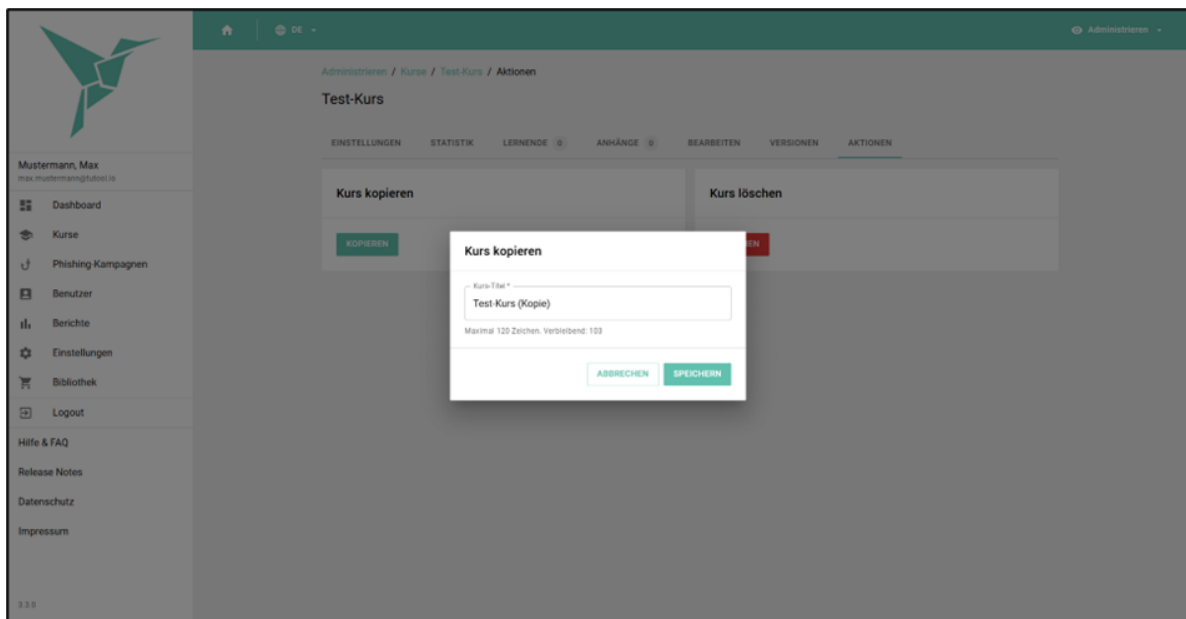 DE
Administrieren
Administrieren / Kurse / Test-Kurs / Aktionen
Test-Kurs
EINSTELLUNGEN STATISTIK LERNENDE 0 ANHÄNGE 0 BEARBEITEN VERSIONEN AKTIONEN
Mustermann, Max
max.mustermann@tutool.io
Dashboard
Kurse
Phishing-Kampagnen
Benutzer
Berichte
Einstellungen
Bibliothek
Logout
Hilfe & FAQ
Release Notes
Datenschutz
Impressum
3.3.0
Kurs kopieren
KOPIEREN
Kurs löschen
EN
Kurs kopieren
Kurs-Titel *
Test-Kurs (Kopie)
Maximal 120 Zeichen. Verbleibend: 103
ABBRECHEN SPEICHERN